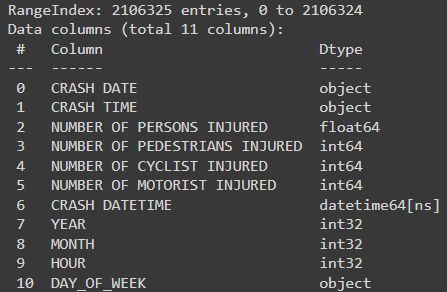 RangeIndex: 2106325 entries, 0 to 2106324
Data columns (total 11 columns):
 #   Column                         Dtype
---  ------                         -----
 0   CRASH DATE                     object
 1   CRASH TIME                     object
 2   NUMBER OF PERSONS INJURED      float64
 3   NUMBER OF PEDESTRIANS INJURED  int64
 4   NUMBER OF CYCLIST INJURED      int64
 5   NUMBER OF MOTORIST INJURED     int64
 6   CRASH DATETIME                 datetime64[ns]
 7   YEAR                           int32
 8   MONTH                          int32
 9   HOUR                           int32
 10  DAY_OF_WEEK                    object